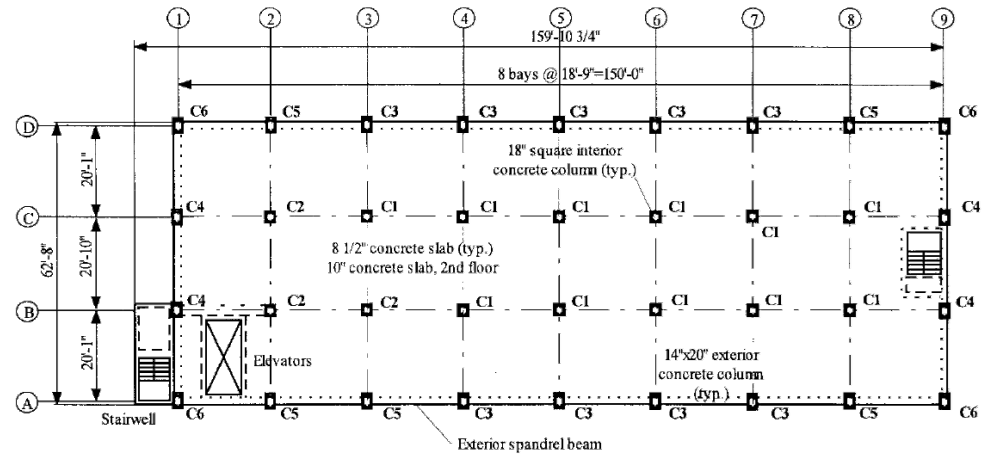 1 2 3 4 5 6 7 8 9
159'-10 3/4"
8 bays @ 18'-9"=150'-0"
C6 C5 C3 C3 C3 C3 C3 C5 C6
D
20'-1"
18" square interior
concrete column (typ.)
C
C4 C2 C1 C1 C1 C1 C1 C1 C4
62'-8"
20'-10"
8 1/2" concrete slab (typ.)
10" concrete slab, 2nd floor
B
C4 C2 C2 C1 C1 C1 C1 C1 C4
20'-1"
Elevators
14"x20" exterior
concrete column
(typ.)
A
C6 C5 C5 C3 C3 C3 C3 C5 C6
Stairwell
Exterior spandrel beam